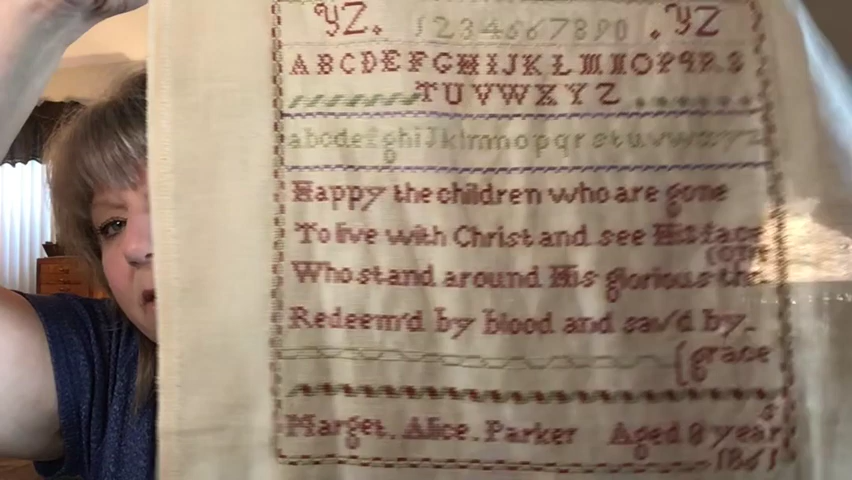 YZ. 1234567890 .YZ
ABCDEFGHIJKLMNOPQR.S
TUVWXYZ
abcdefghiJklmnopqrstuvwxyz
Happy the children who are gone
To live with Christ and see His face
Who stand around His glorious
Redeem'd by blood and sav'd by
(grace
Marget. Alice. Parker Aged 8 years
1861